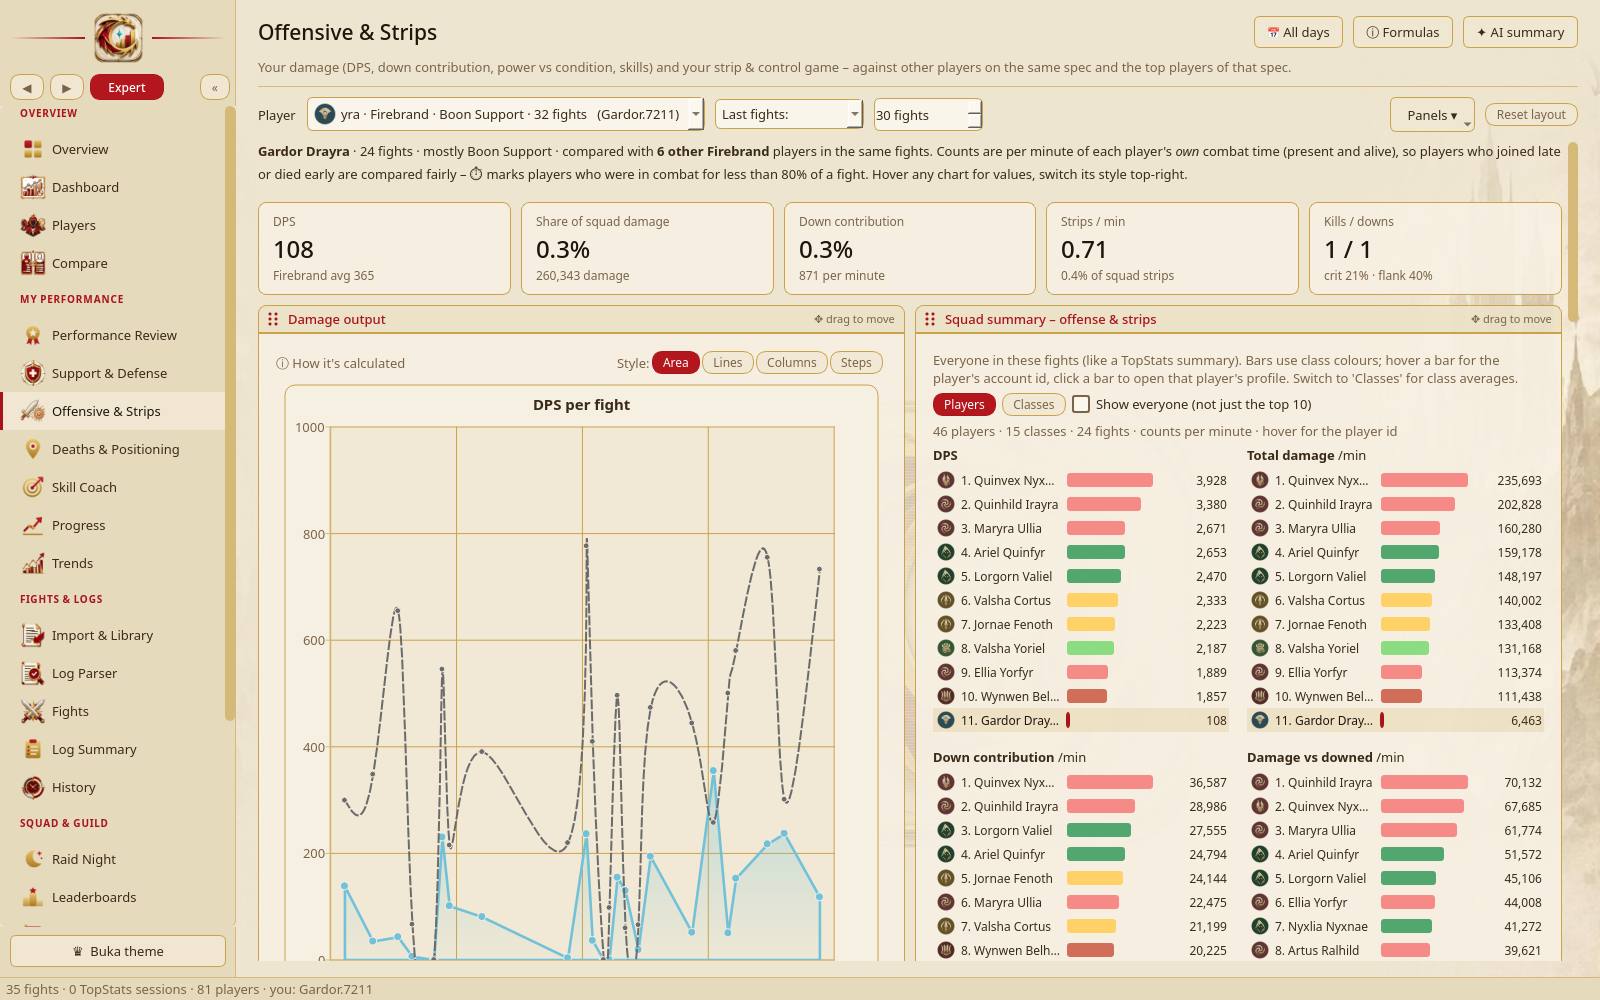 Offensive & Strips
All days
Formulas
AI summary
Your damage (DPS, down contribution, power vs condition, skills) and your strip & control game – against other players on the same spec and the top players of that spec.
Expert
«
OVERVIEW
Overview
Dashboard
Players
Compare
MY PERFORMANCE
Performance Review
Support & Defense
Offensive & Strips
Deaths & Positioning
Skill Coach
Progress
Trends
FIGHTS & LOGS
Import & Library
Log Parser
Fights
Log Summary
History
SQUAD & GUILD
Raid Night
Leaderboards
Buka theme
Player
yra · Firebrand · Boon Support · 32 fights (Gardor.7211)
Last fights:
30 fights
Panels ▾
Reset layout
Gardor Drayra · 24 fights · mostly Boon Support · compared with 6 other Firebrand players in the same fights. Counts are per minute of each player's own combat time (present and alive), so players who joined late
or died early are compared fairly – ⏱ marks players who were in combat for less than 80% of a fight. Hover any chart for values, switch its style top-right.
DPS
108
Firebrand avg 365
Share of squad damage
0.3%
260,343 damage
Down contribution
0.3%
871 per minute
Strips / min
0.71
0.4% of squad strips
Kills / downs
1 / 1
crit 21% · flank 40%
Damage output
✥ drag to move
ⓘ How it's calculated
Style:
Area
Lines
Columns
Steps
DPS per fight
1000
800
600
400
200
0
Squad summary – offense & strips
✥ drag to move
Everyone in these fights (like a TopStats summary). Bars use class colours; hover a bar for the
player's account id, click a bar to open that player's profile. Switch to 'Classes' for class averages.
Players
Classes
Show everyone (not just the top 10)
46 players · 15 classes · 24 fights · counts per minute · hover for the player id
DPS
1. Quinvex Nyx... 3,928
2. Quinhild Irayra 3,380
3. Maryra Ullia 2,671
4. Ariel Quinfyr 2,653
5. Lorgorn Valiel 2,470
6. Valsha Cortus 2,333
7. Jornae Fenoth 2,223
8. Valsha Yoriel 2,187
9. Ellia Yorfyr 1,889
10. Wynwen Bel... 1,857
11. Gardor Dray... 108
Total damage /min
1. Quinvex Nyx... 235,693
2. Quinhild Irayra 202,828
3. Maryra Ullia 160,280
4. Ariel Quinfyr 159,178
5. Lorgorn Valiel 148,197
6. Valsha Cortus 140,002
7. Jornae Fenoth 133,408
8. Valsha Yoriel 131,168
9. Ellia Yorfyr 113,374
10. Wynwen Bel... 111,438
11. Gardor Dray... 6,463
Down contribution /min
1. Quinvex Nyx... 36,587
2. Quinhild Irayra 28,986
3. Lorgorn Valiel 27,555
4. Ariel Quinfyr 24,794
5. Jornae Fenoth 24,144
6. Maryra Ullia 22,475
7. Valsha Cortus 21,199
8. Wynwen Belh... 20,225
Damage vs downed /min
1. Quinhild Irayra 70,132
2. Quinvex Nyx... 67,685
3. Maryra Ullia 61,774
4. Ariel Quinfyr 51,572
5. Lorgorn Valiel 45,106
6. Ellia Yorfyr 44,008
7. Nyxlia Nyxnae 41,272
8. Artus Ralhild 39,621
35 fights · 0 TopStats sessions · 81 players · you: Gardor.7211